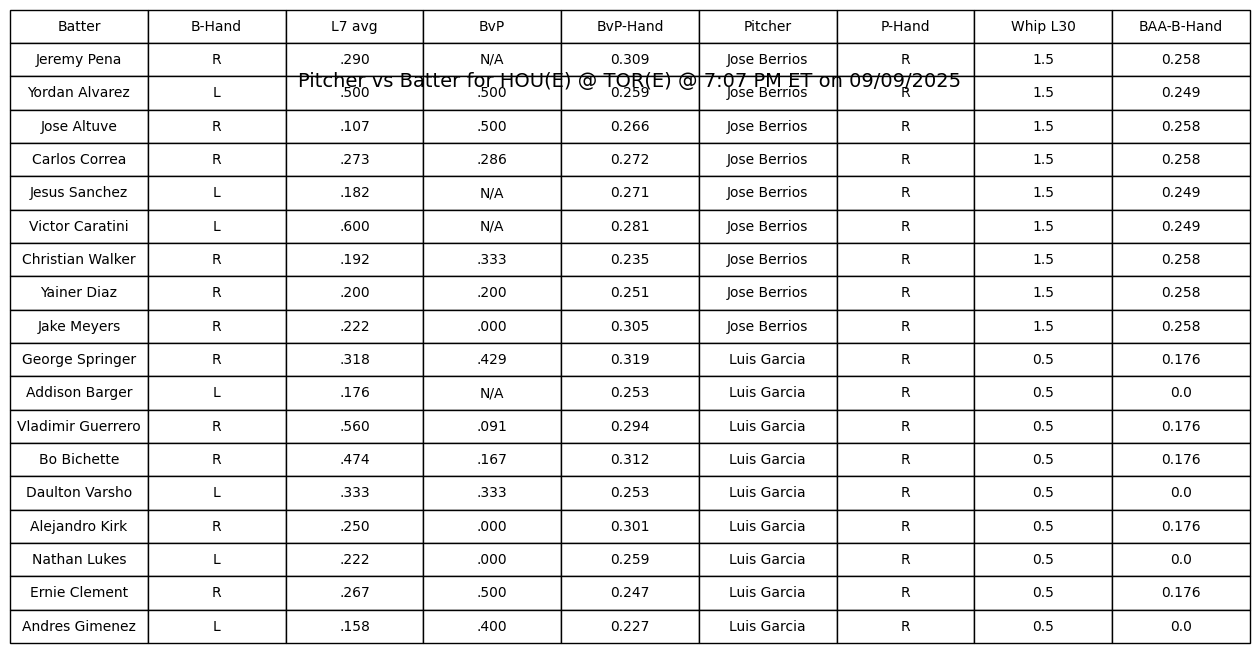 Batter B-Hand L7 avg BvP BvP-Hand Pitcher P-Hand Whip L30 BAA-B-Hand
Jeremy Pena R .290 N/A 0.309 Jose Berrios R 1.5 0.258
Pitcher vs Batter for HOU(E) @ TOR(E) @ 7:07 PM ET on 09/09/2025
Yordan Alvarez L .500 .500 0.259 Jose Berrios R 1.5 0.249
Jose Altuve R .107 .500 0.266 Jose Berrios R 1.5 0.258
Carlos Correa R .273 .286 0.272 Jose Berrios R 1.5 0.258
Jesus Sanchez L .182 N/A 0.271 Jose Berrios R 1.5 0.249
Victor Caratini L .600 N/A 0.281 Jose Berrios R 1.5 0.249
Christian Walker R .192 .333 0.235 Jose Berrios R 1.5 0.258
Yainer Diaz R .200 .200 0.251 Jose Berrios R 1.5 0.258
Jake Meyers R .222 .000 0.305 Jose Berrios R 1.5 0.258
George Springer R .318 .429 0.319 Luis Garcia R 0.5 0.176
Addison Barger L .176 N/A 0.253 Luis Garcia R 0.5 0.0
Vladimir Guerrero R .560 .091 0.294 Luis Garcia R 0.5 0.176
Bo Bichette R .474 .167 0.312 Luis Garcia R 0.5 0.176
Daulton Varsho L .333 .333 0.253 Luis Garcia R 0.5 0.0
Alejandro Kirk R .250 .000 0.301 Luis Garcia R 0.5 0.176
Nathan Lukes L .222 .000 0.259 Luis Garcia R 0.5 0.0
Ernie Clement R .267 .500 0.247 Luis Garcia R 0.5 0.176
Andres Gimenez L .158 .400 0.227 Luis Garcia R 0.5 0.0